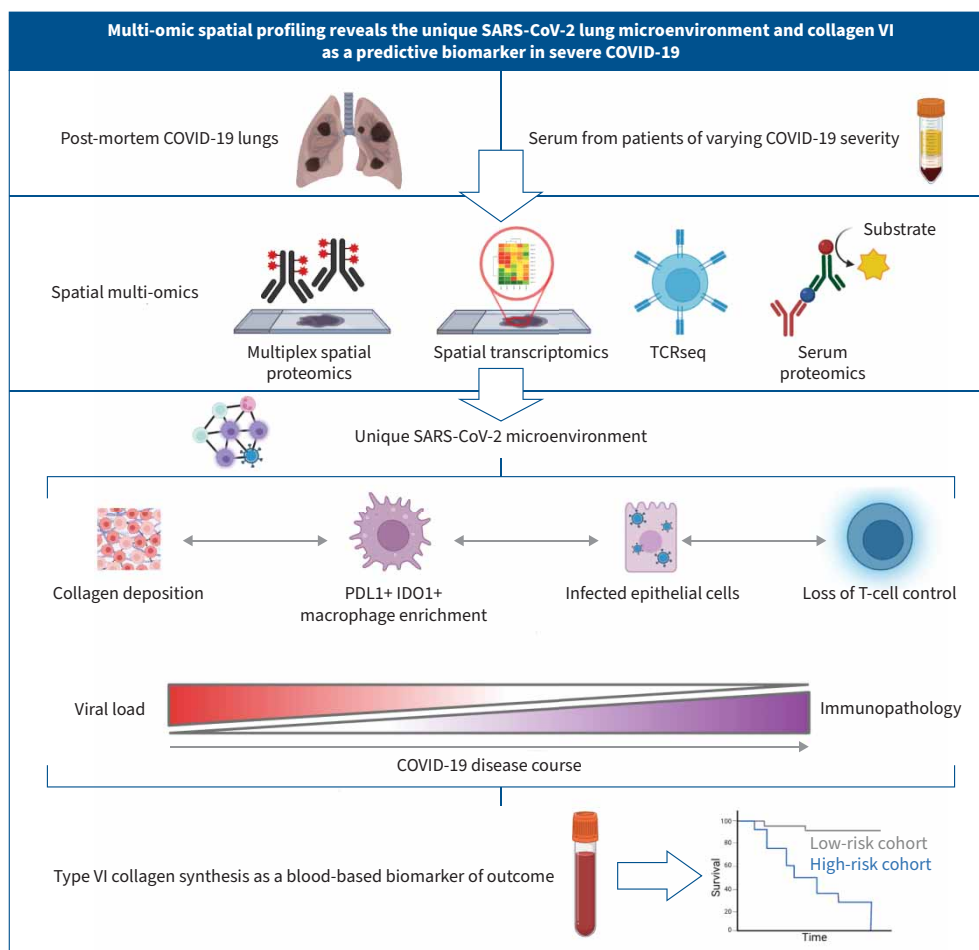 Multi-omic spatial profiling reveals the unique SARS-CoV-2 lung microenvironment and collagen VI
as a predictive biomarker in severe COVID-19
Post-mortem COVID-19 lungs
Serum from patients of varying COVID-19 severity
Spatial multi-omics
Substrate
Multiplex spatial
proteomics
Spatial transcriptomics
TCRseq
Serum
proteomics
Unique SARS-CoV-2 microenvironment
Collagen deposition
PDL1+ IDO1+
macrophage enrichment
Infected epithelial cells
Loss of T-cell control
Viral load
Immunopathology
COVID-19 disease course
Type VI collagen synthesis as a blood-based biomarker of outcome
Survival
100
80
60
40
20
0
Low-risk cohort
High-risk cohort
Time